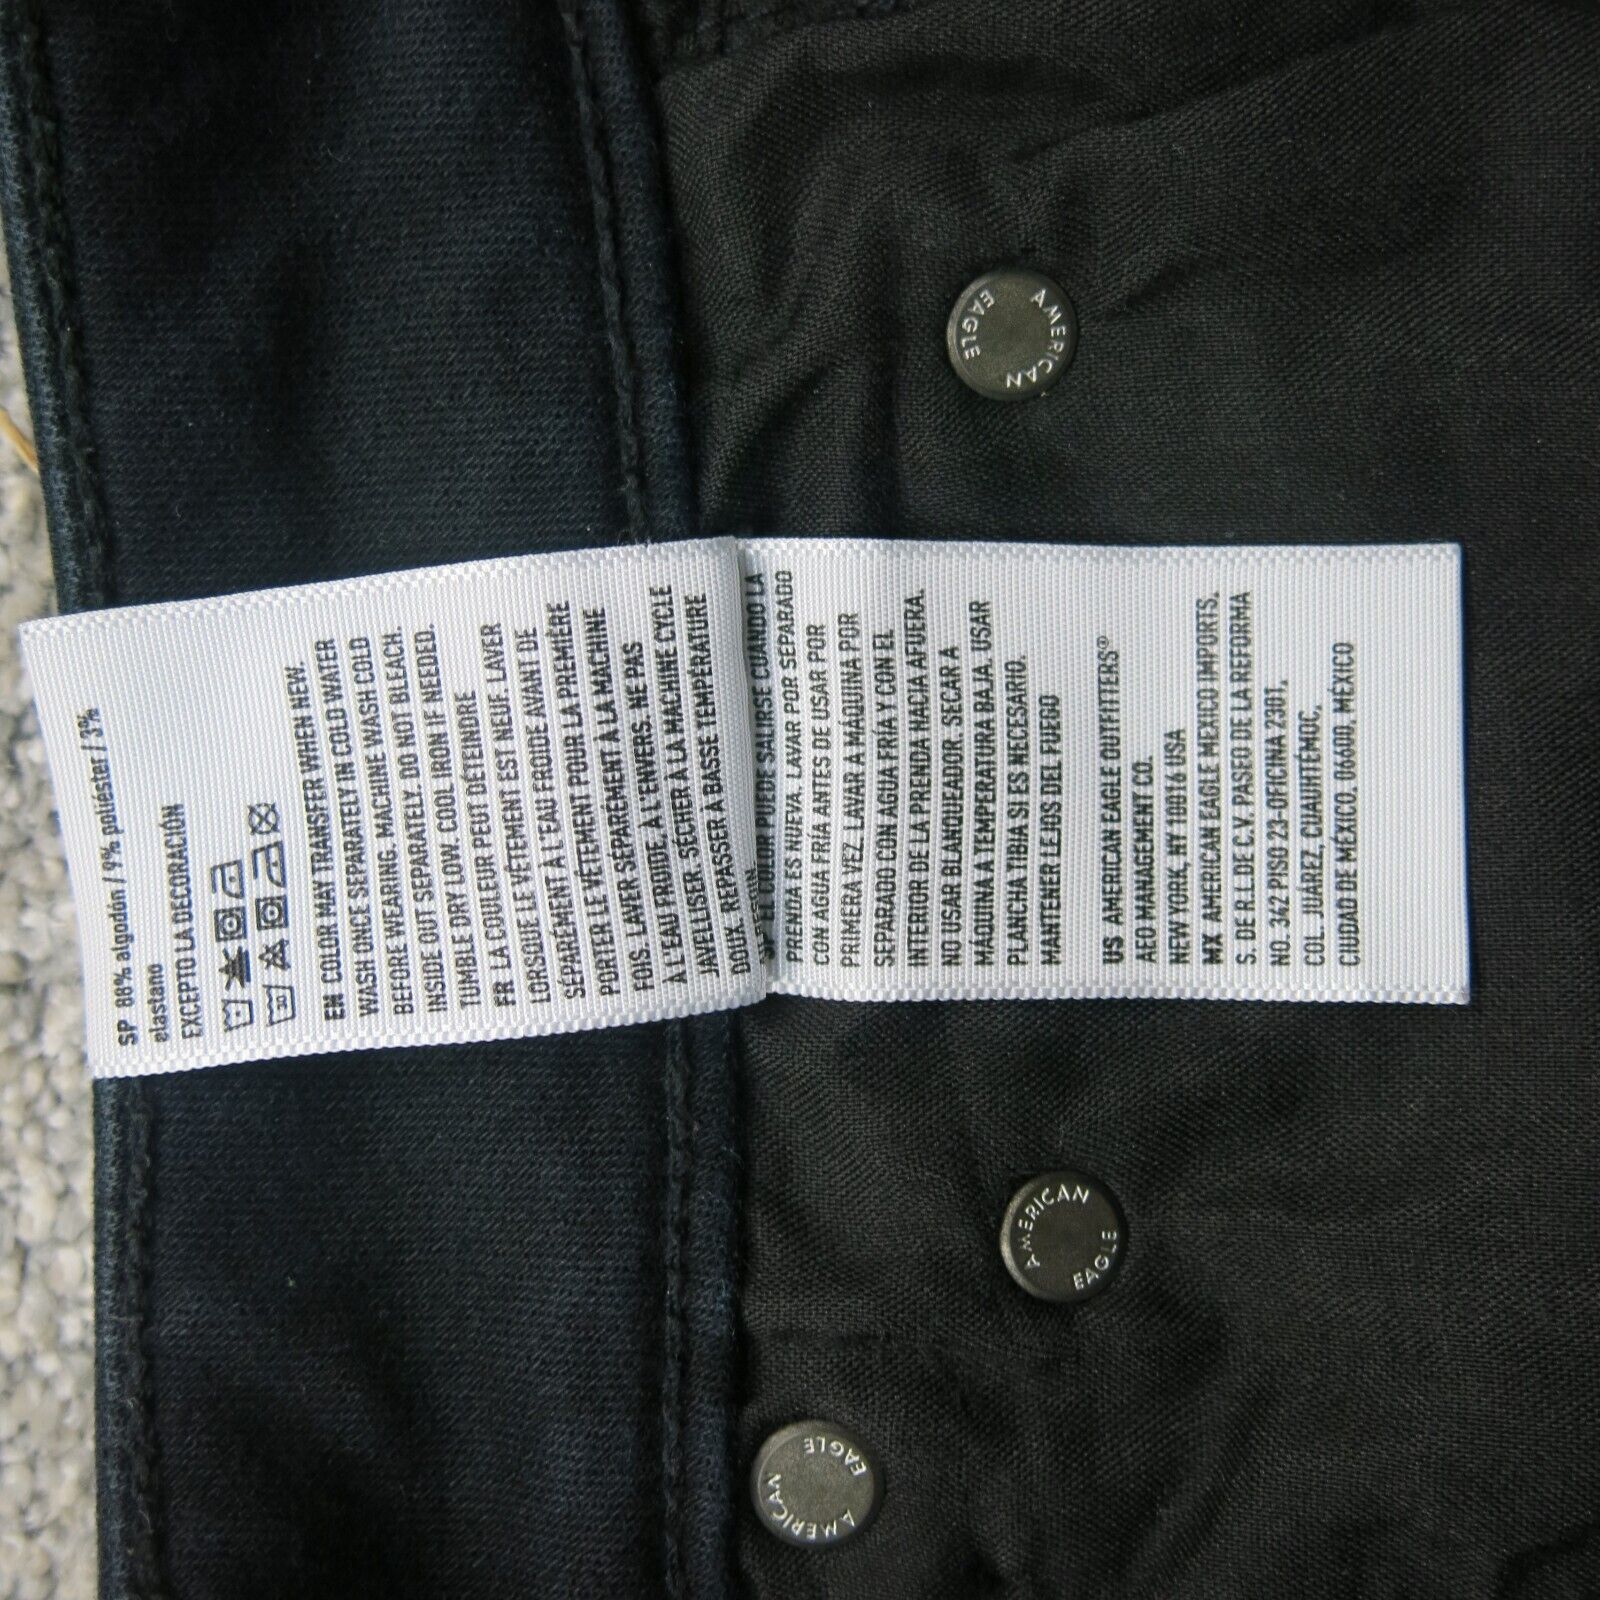 SP 88% algodón / 9% poliéster / 3%
elastano
EXCEPTO LA DECORACIÓN
30
EN COLOR MAY TRANSFER WHEN NEW.
WASH ONCE SEPARATELY IN COLD WATER
BEFORE WEARING. MACHINE WASH COLD
INSIDE OUT SEPARATELY. DO NOT BLEACH.
TUMBLE DRY LOW. COOL IRON IF NEEDED.
FR LA COULEUR PEUT DÉTEINDRE
LORSQUE LE VÊTEMENT EST NEUF. LAVER
SÉPARÉMENT À L'EAU FROIDE AVANT DE
PORTER LE VÊTEMENT POUR LA PREMIÈRE
FOIS. LAVER SÉPARÉMENT À LA MACHINE
À L'EAU FROIDE, À L'ENVERS. NE PAS
JAVELLISER. SÉCHER À LA MACHINE CYCLE
DOUX. REPASSER À BASSE TEMPÉRATURE
SP EL COLOR PUEDE SALIRSE CUANDO LA
PRENDA ES NUEVA. LAVAR POR SEPARADO
CON AGUA FRÍA ANTES DE USAR POR
PRIMERA VEZ. LAVAR A MÁQUINA POR
SEPARADO CON AGUA FRÍA Y CON EL
INTERIOR DE LA PRENDA HACIA AFUERA.
NO USAR BLANQUEADOR. SECAR A
MÁQUINA A TEMPERATURA BAJA. USAR
PLANCHA TIBIA SI ES NECESARIO.
MANTENER LEJOS DEL FUEGO
US AMERICAN EAGLE OUTFITTERS®
AEO MANAGEMENT CO.
NEW YORK, NY 10016 USA
MX AMERICAN EAGLE MEXICO IMPORTS,
S. DE R.L DE C.V. PASEO DE LA REFORMA
NO. 342 PISO 23-OFICINA 2301,
COL. JUÁREZ, CUAUHTÉMOC,
CIUDAD DE MÉXICO. 06600, MÉXICO
AMERICAN
EAGLE
AMERICAN
EAGLE
AMERICAN
EAGLE